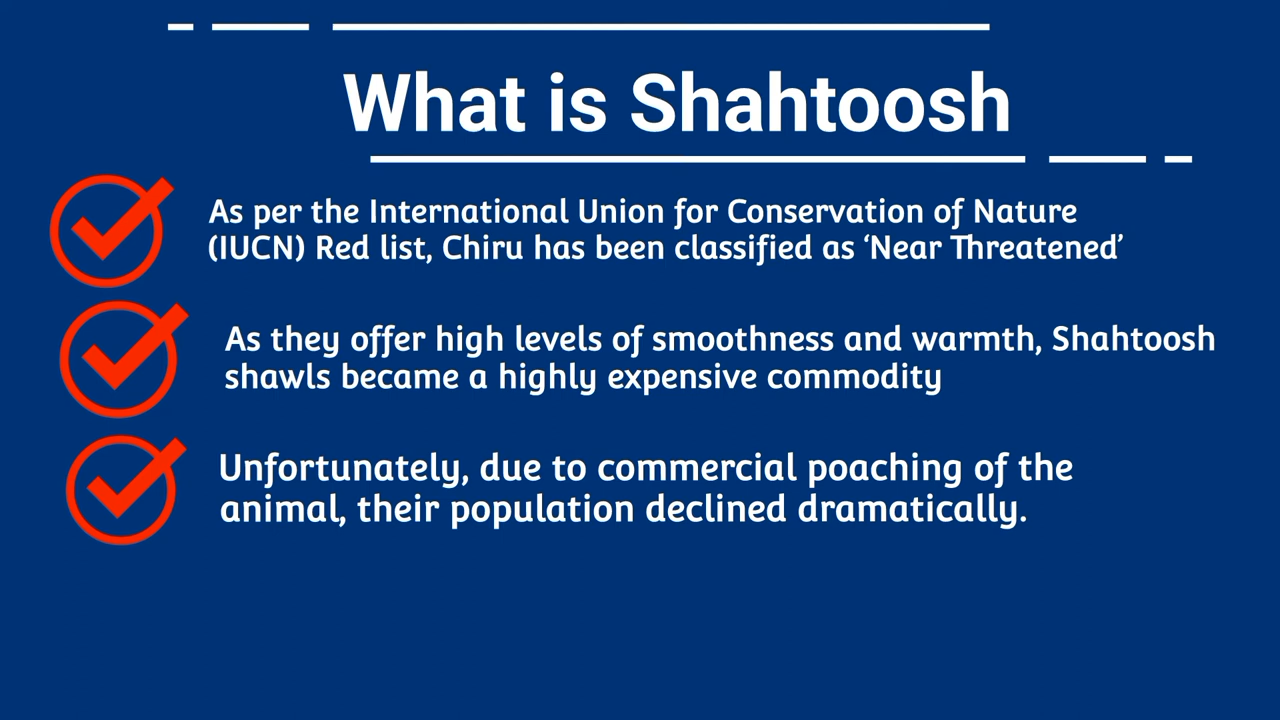 What is Shahtoosh
As per the International Union for Conservation of Nature
(IUCN) Red list, Chiru has been classified as ‘Near Threatened’
As they offer high levels of smoothness and warmth, Shahtoosh
shawls became a highly expensive commodity
Unfortunately, due to commercial poaching of the
animal, their population declined dramatically.